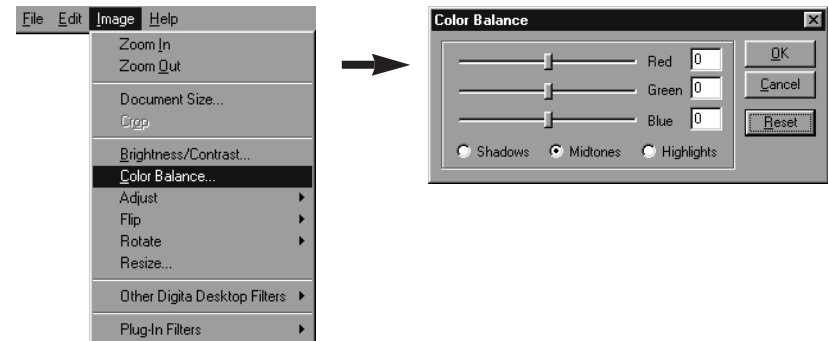 File Edit Image Help
Zoom In
Zoom Out
Document Size...
Crop
Brightness/Contrast...
Color Balance...
Adjust
Flip
Rotate
Resize...
Other Digita Desktop Filters
Plug-In Filters
Color Balance
Red 0
Green 0
Blue 0
Shadows Midtones Highlights
OK
Cancel
Reset